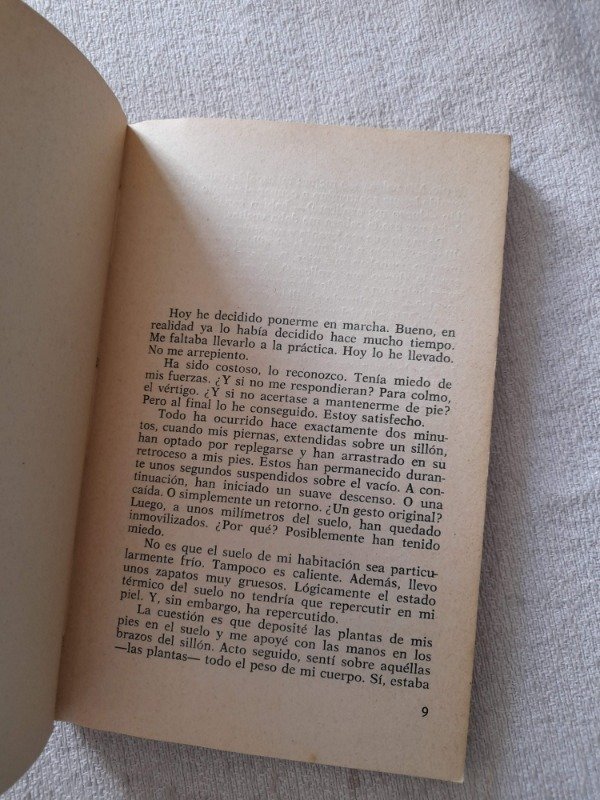 Hoy he decidido ponerme en marcha. Bueno, en
realidad ya lo había decidido hace mucho tiempo.
Me faltaba llevarlo a la práctica. Hoy lo he llevado.
No me arrepiento.
Ha sido costoso, lo reconozco. Tenía miedo de
mis fuerzas. ¿Y si no me respondieran? Para colmo,
el vértigo. ¿Y si no acertase a mantenerme de pie?
Pero al final lo he conseguido. Estoy satisfecho.
Todo ha ocurrido hace exactamente dos minu-
tos, cuando mis piernas, extendidas sobre un sillón,
han optado por replegarse y han arrastrado en su
retroceso a mis pies. Estos han permanecido duran-
te unos segundos suspendidos sobre el vacío. A con-
tinuación, han iniciado un suave descenso. O una
caída. O simplemente un retorno. ¿Un gesto original?
Luego, a unos milímetros del suelo, han quedado
inmovilizados. ¿Por qué? Posiblemente han tenido
miedo.
No es que el suelo de mi habitación sea particu-
larmente frío. Tampoco es caliente. Además, llevo
unos zapatos muy gruesos. Lógicamente el estado
térmico del suelo no tendría que repercutir en mi
piel. Y, sin embargo, ha repercutido.
La cuestión es que deposité las plantas de mis
pies en el suelo y me apoyé con las manos en los
brazos del sillón. Acto seguido, sentí sobre aquéllas
—las plantas— todo el peso de mi cuerpo. Sí, estaba
9